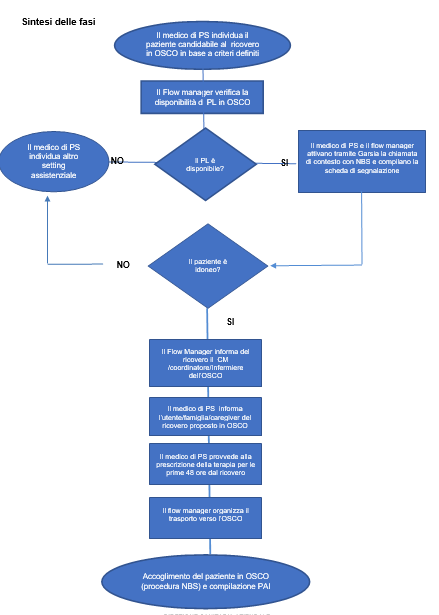 Sintesi delle fasi
Il medico di PS individua il
paziente candidabile al ricovero
in OSCO in base a criteri definiti
Il Flow manager verifica la
disponibilità d PL in OSCO
Il PL è
disponibile?
NO
SI
Il medico di PS
individua altro
setting
assistenziale
Il medico di PS e il flow manager
attivano tramite Garsia la chiamata
di contesto con NBS e compilano la
scheda di segnalazione
Il paziente è
idoneo?
NO
SI
Il Flow Manager informa del
ricovero il CM
/coordinatore/infermiere
dell'OSCO
Il medico di PS informa
l'utente/famiglia/caregiver del
ricovero proposto in OSCO
Il medico di PS provvede alla
prescrizione della terapia per le
prime 48 ore dal ricovero
Il flow manager organizza il
trasporto verso l'OSCO
Accoglimento del paziente in OSCO
(procedura NBS) e compilazione PAI